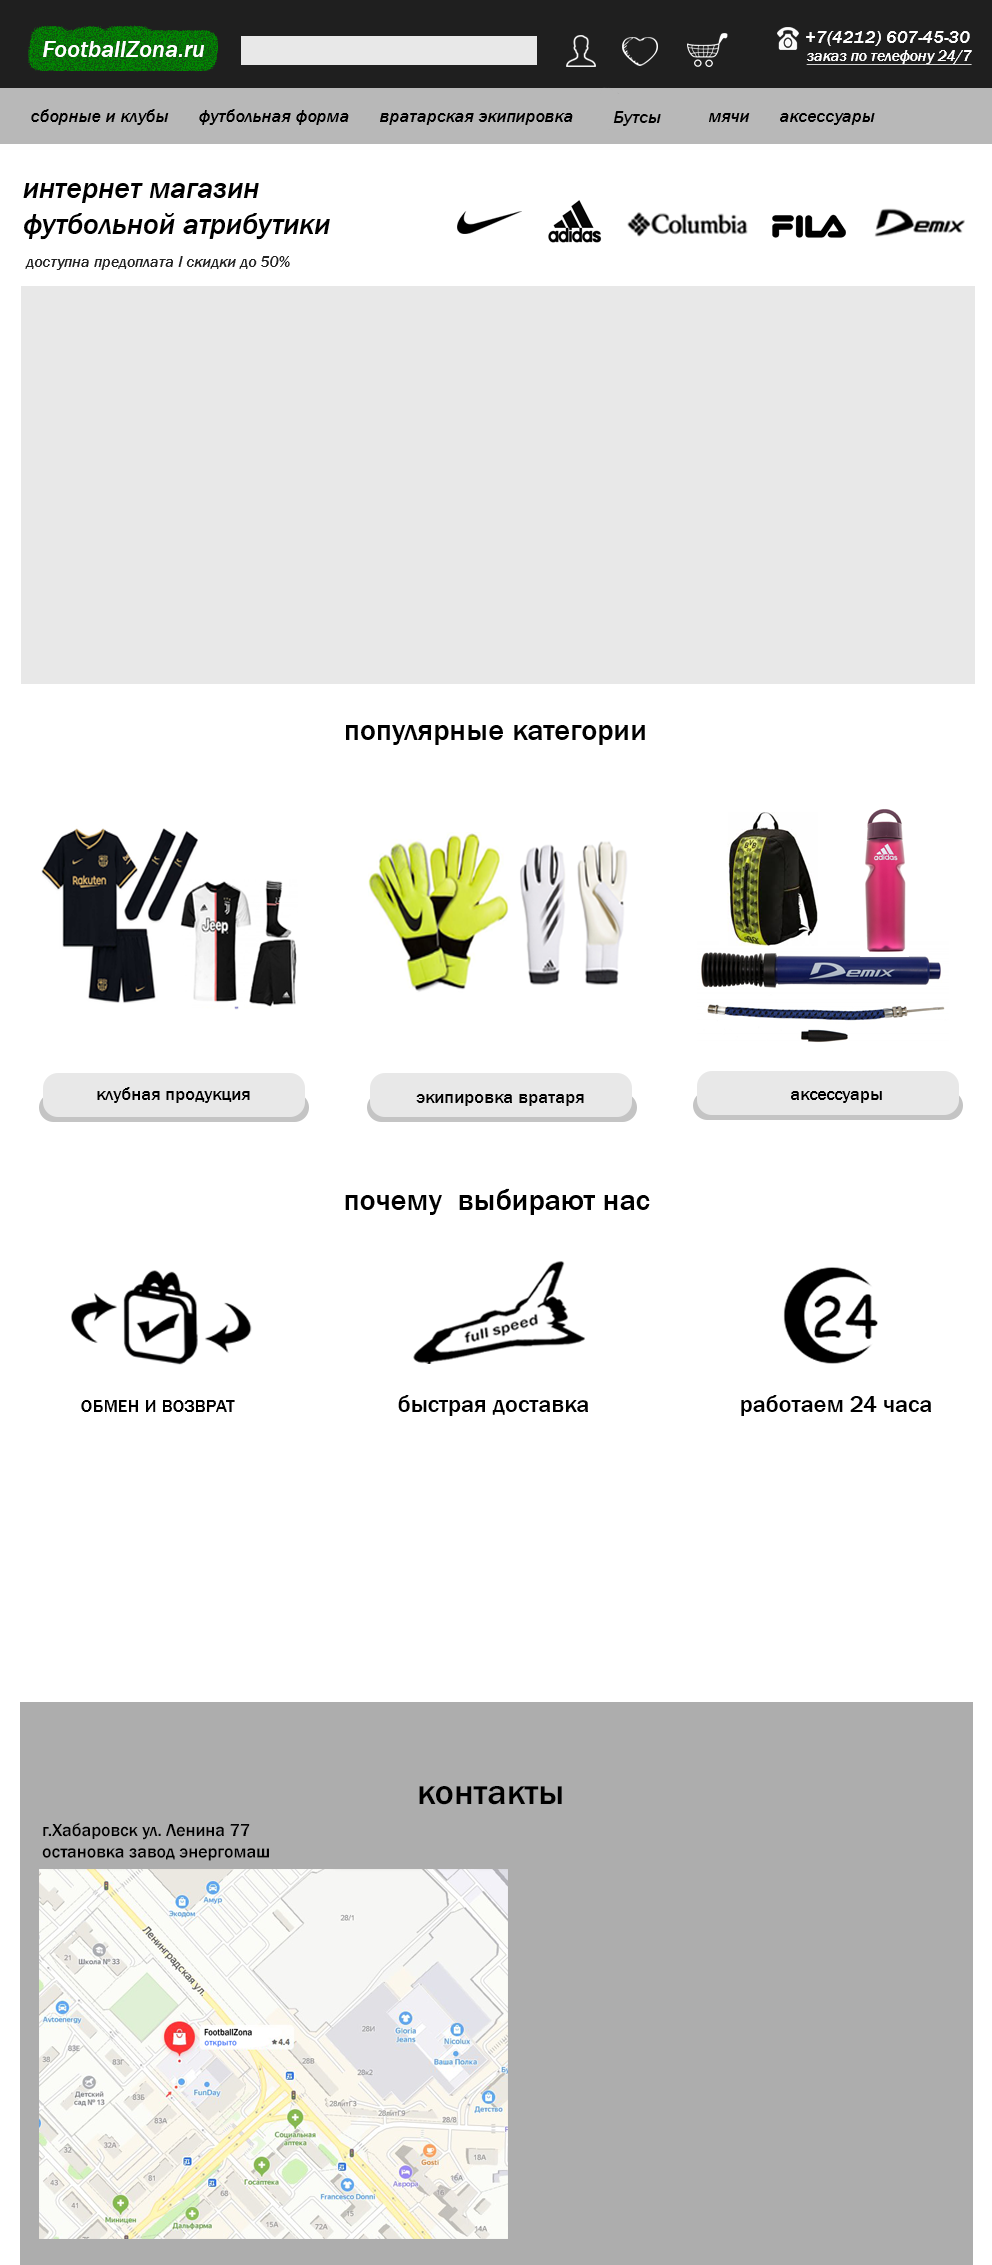 FootballZona.ru
+7(4212) 607-45-30
заказ по телефону 24/7
сборные и клубы
футбольная форма
вратарская экипировка
Бутсы
мячи
аксессуары
интернет магазин
футбольной атрибутики
доступна предоплата I скидки до 50%
adidas
Columbia
FILA
Demix
популярные категории
Rakuten
Jeep
adidas
Demix
клубная продукция
экипировка вратаря
аксессуары
почему выбирают нас
full speed
24
ОБМЕН И ВОЗВРАТ
быстрая доставка
работаем 24 часа
контакты
г.Хабаровск ул. Ленина 77
остановка завод энергомаш
Амур
Экодом
28/1
Ленинградская ул.
21
Школа № 33
Avtoenergy
FootballZona
открыто
4.4
28И
Gloria
Jeans
Nicolux
Ваша Полка
83Е
38
83Г
28В
28к2
Детский
сад № 13
83Б
FunDay
Детство
28литГ3
28литГ9
28/8
83А
Социальная
аптека
32
32А
Gosti
18А
43
81
Госаптека
Аврора
16А
68
Francesco Donni
41
Миницен
Дальфарма
15А
72А
15
14А